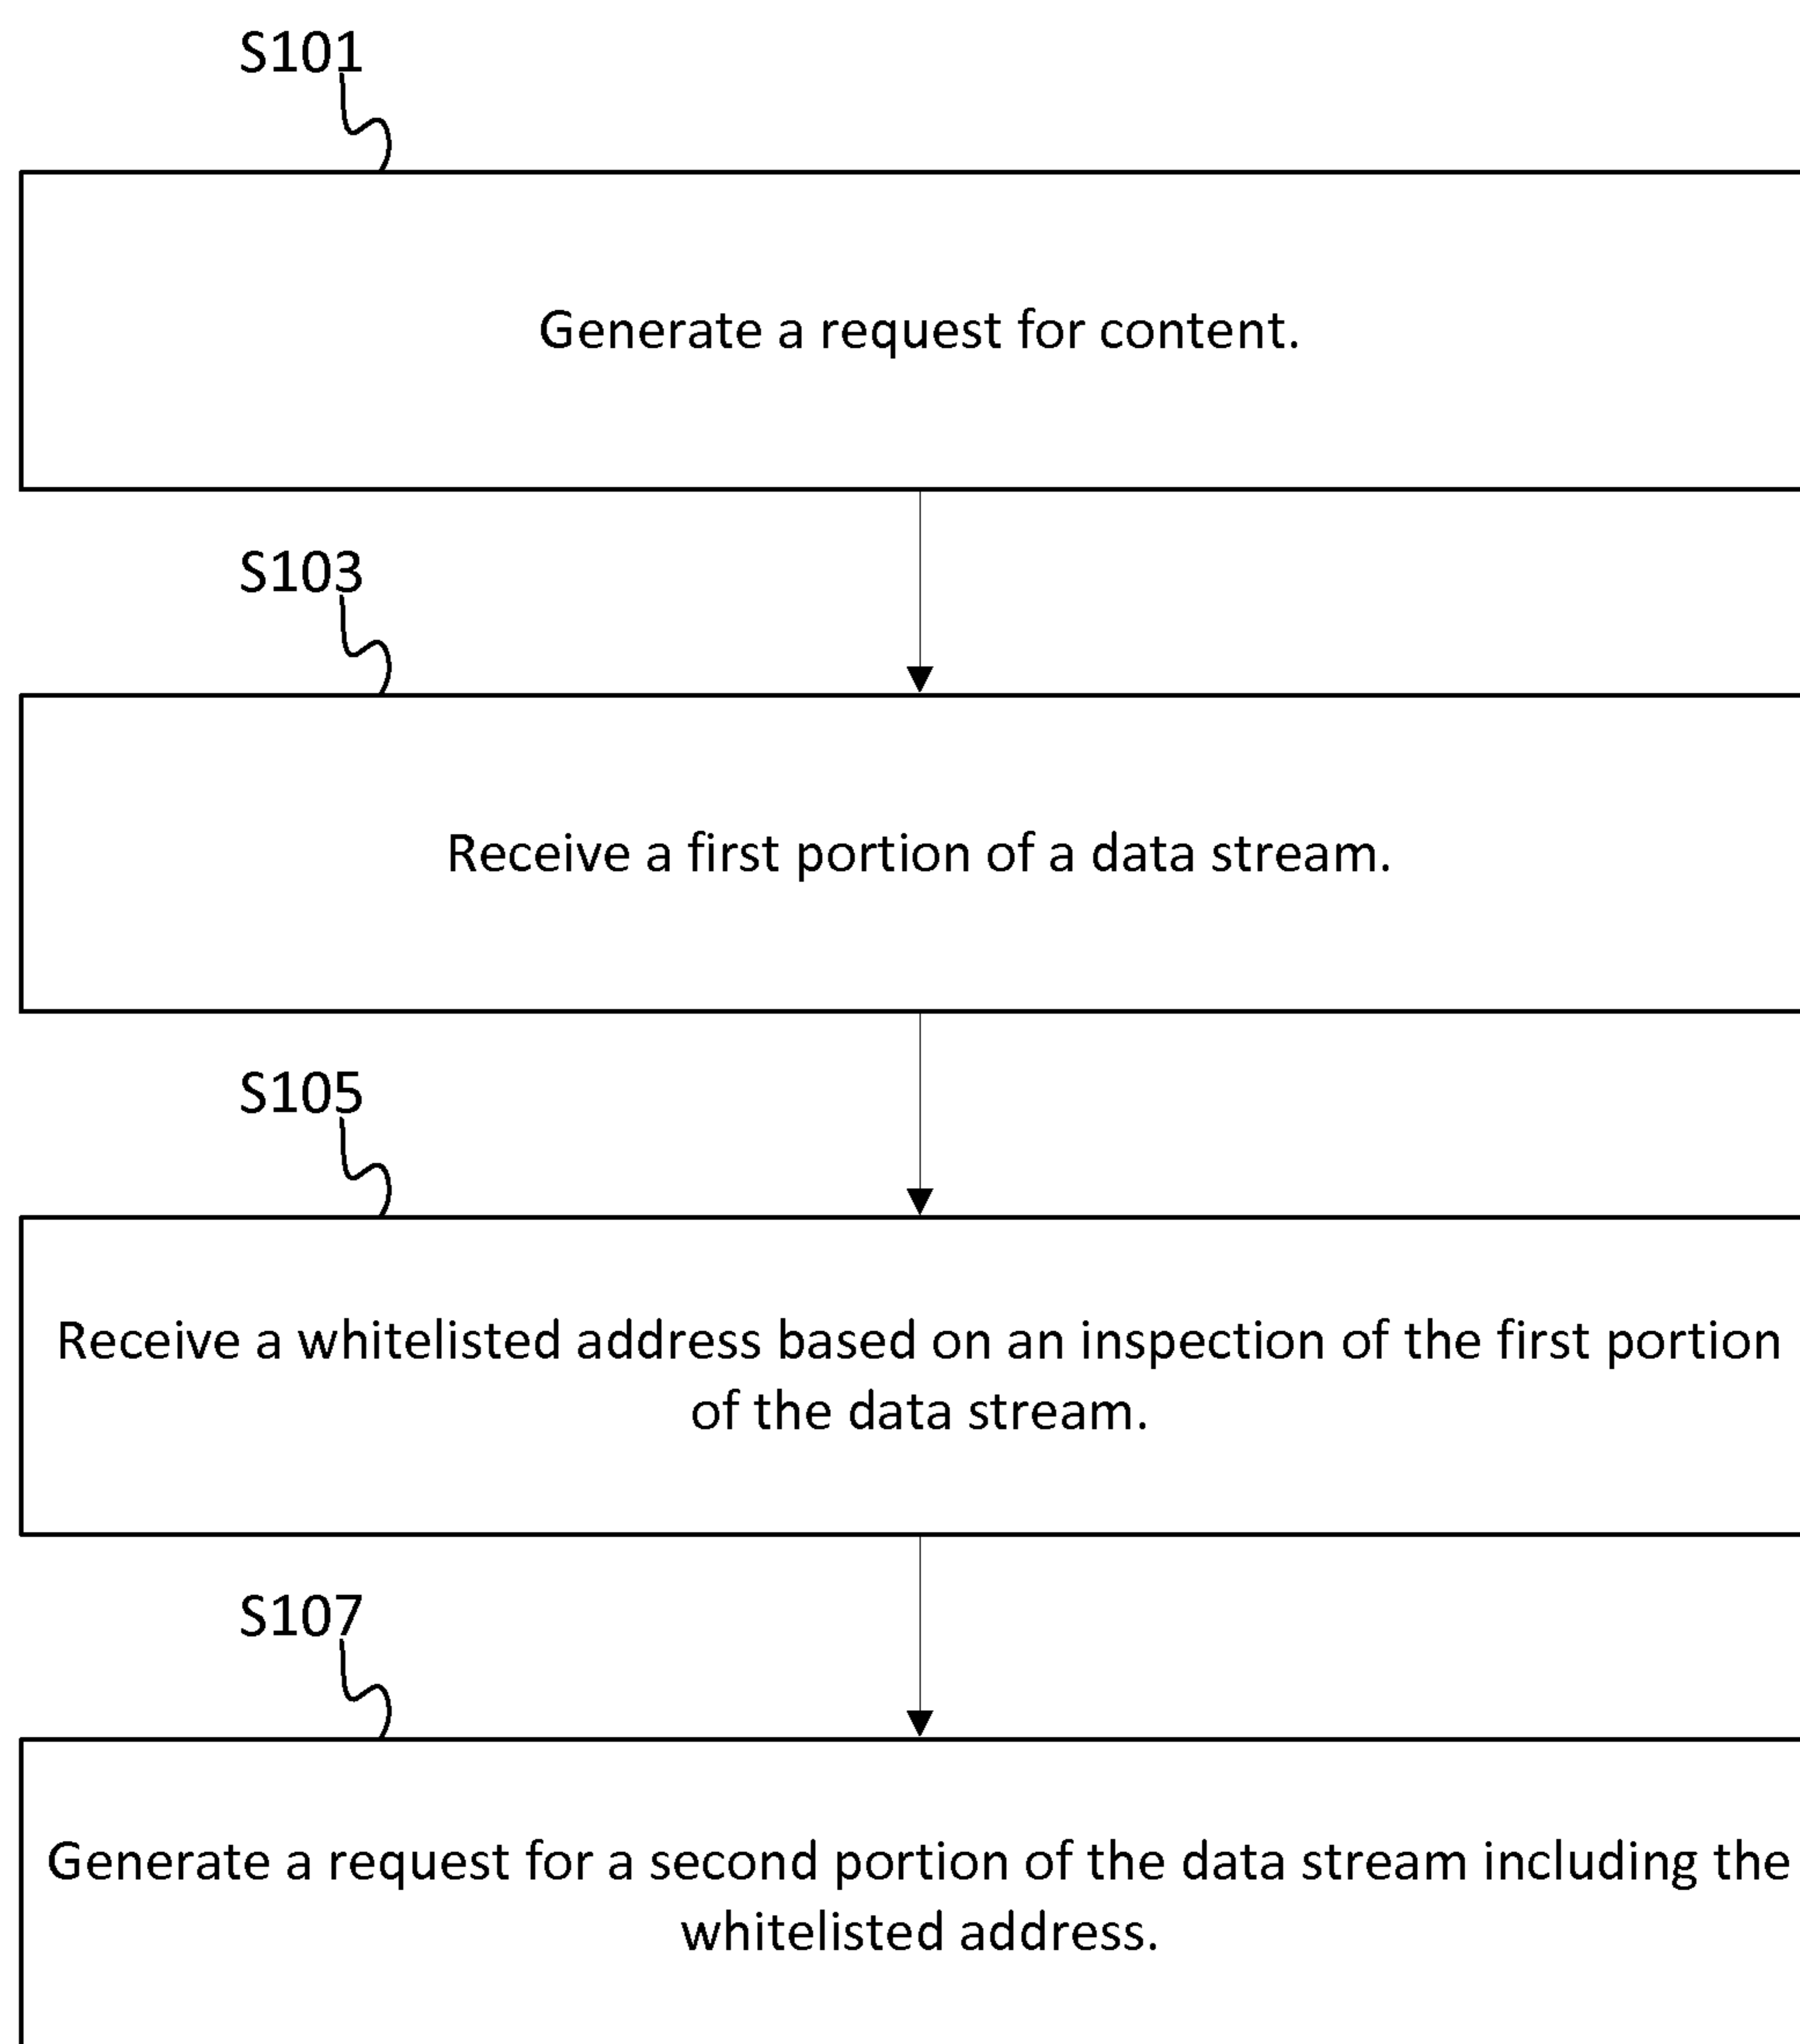 S101
Generate a request for content.
S103
Receive a first portion of a data stream.
S105
Receive a whitelisted address based on an inspection of the first portion
of the data stream.
S107
Generate a request for a second portion of the data stream including the
whitelisted address.